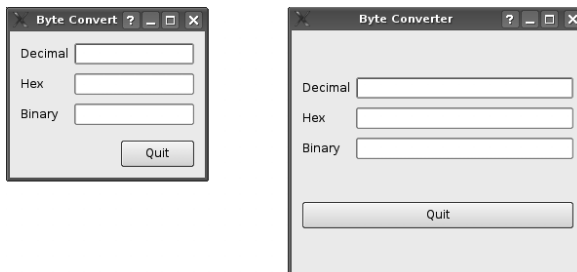 Byte Convert ?
Decimal
Hex
Binary
Quit
Byte Converter ?
Decimal
Hex
Binary
Quit